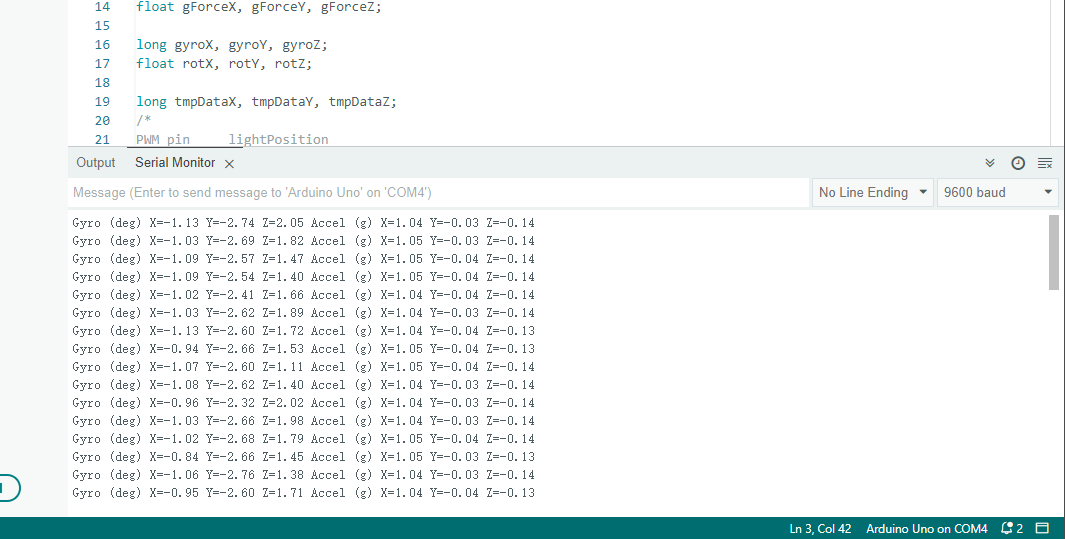 14 float gForceX, gForceY, gForceZ;
15
16 long gyroX, gyroY, gyroZ;
17 float rotX, rotY, rotZ;
18
19 long tmpDataX, tmpDataY, tmpDataZ;
20 /*
21 PWM pin lightPosition
Output Serial Monitor ×
Message (Enter to send message to 'Arduino Uno' on 'COM4') No Line Ending 9600 baud
Gyro (deg) X=-1.13 Y=-2.74 Z=2.05 Accel (g) X=1.04 Y=-0.03 Z=-0.14
Gyro (deg) X=-1.03 Y=-2.69 Z=1.82 Accel (g) X=1.05 Y=-0.03 Z=-0.14
Gyro (deg) X=-1.09 Y=-2.57 Z=1.47 Accel (g) X=1.05 Y=-0.04 Z=-0.14
Gyro (deg) X=-1.09 Y=-2.54 Z=1.40 Accel (g) X=1.05 Y=-0.04 Z=-0.14
Gyro (deg) X=-1.02 Y=-2.41 Z=1.66 Accel (g) X=1.04 Y=-0.04 Z=-0.14
Gyro (deg) X=-1.03 Y=-2.62 Z=1.89 Accel (g) X=1.04 Y=-0.03 Z=-0.14
Gyro (deg) X=-1.13 Y=-2.60 Z=1.72 Accel (g) X=1.04 Y=-0.04 Z=-0.13
Gyro (deg) X=-0.94 Y=-2.66 Z=1.53 Accel (g) X=1.05 Y=-0.04 Z=-0.13
Gyro (deg) X=-1.07 Y=-2.60 Z=1.11 Accel (g) X=1.05 Y=-0.04 Z=-0.14
Gyro (deg) X=-1.08 Y=-2.62 Z=1.40 Accel (g) X=1.04 Y=-0.03 Z=-0.14
Gyro (deg) X=-0.96 Y=-2.32 Z=2.02 Accel (g) X=1.04 Y=-0.03 Z=-0.14
Gyro (deg) X=-1.03 Y=-2.66 Z=1.98 Accel (g) X=1.04 Y=-0.03 Z=-0.14
Gyro (deg) X=-1.02 Y=-2.68 Z=1.79 Accel (g) X=1.05 Y=-0.04 Z=-0.14
Gyro (deg) X=-0.84 Y=-2.66 Z=1.45 Accel (g) X=1.05 Y=-0.03 Z=-0.13
Gyro (deg) X=-1.06 Y=-2.76 Z=1.38 Accel (g) X=1.04 Y=-0.03 Z=-0.14
Gyro (deg) X=-0.95 Y=-2.60 Z=1.71 Accel (g) X=1.04 Y=-0.04 Z=-0.13
Ln 3, Col 42 Arduino Uno on COM4 2